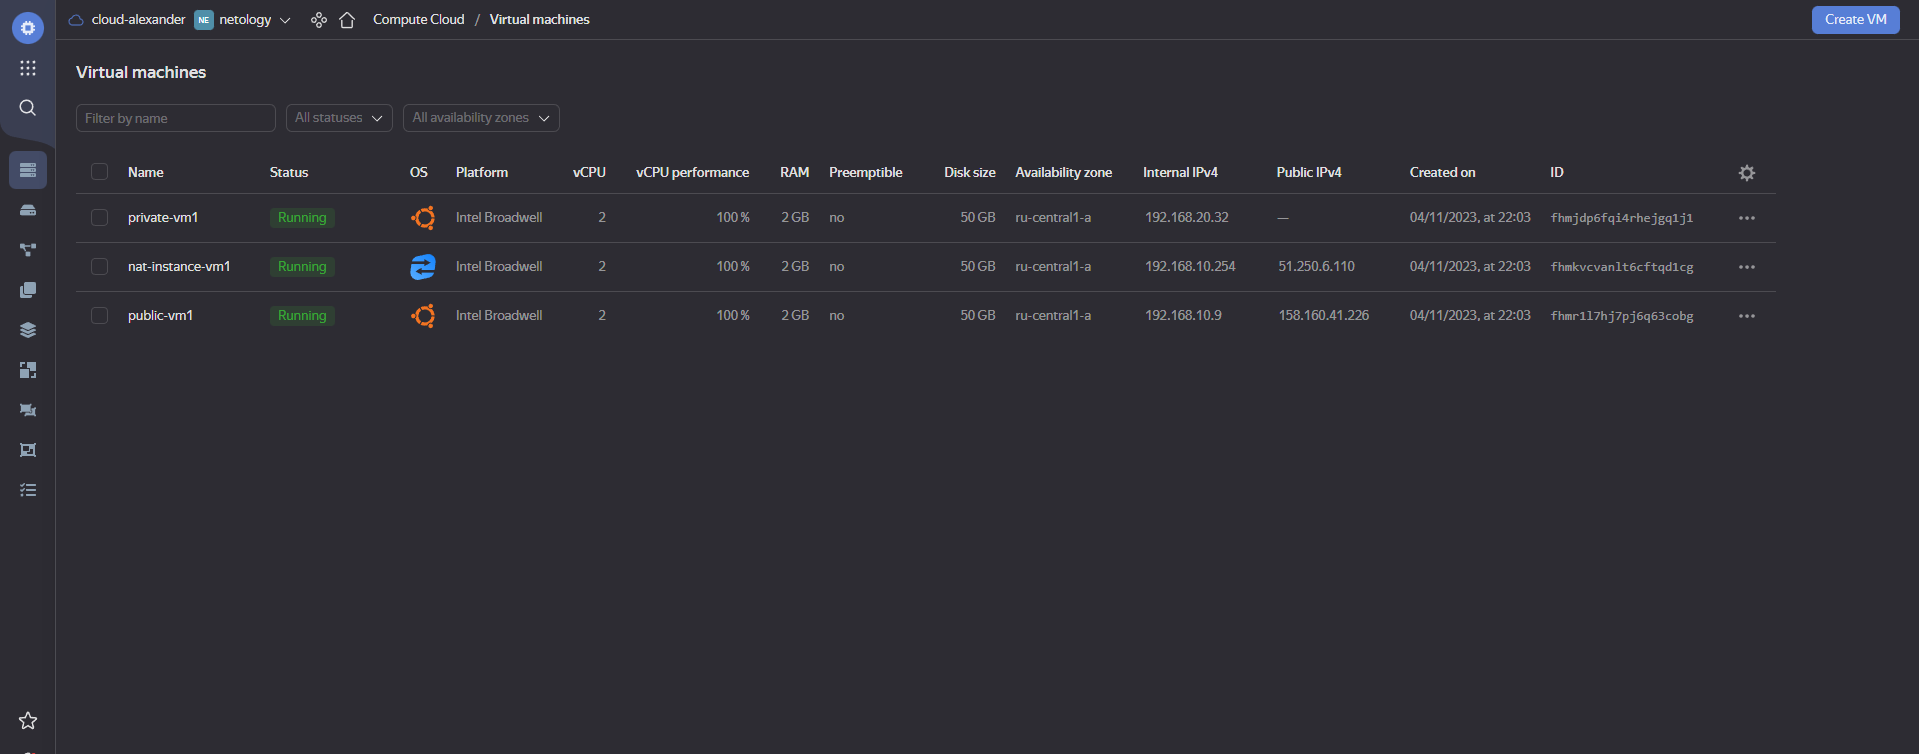 cloud-alexander NE netology Compute Cloud / Virtual machines Create VM
Virtual machines
Filter by name All statuses All availability zones
Name Status OS Platform vCPU vCPU performance RAM Preemptible Disk size Availability zone Internal IPv4 Public IPv4 Created on ID
private-vm1 Running Intel Broadwell 2 100 % 2 GB no 50 GB ru-central1-a 192.168.20.32 — 04/11/2023, at 22:03 fhmjdp6fqi4rhejgq1j1
nat-instance-vm1 Running Intel Broadwell 2 100 % 2 GB no 50 GB ru-central1-a 192.168.10.254 51.250.6.110 04/11/2023, at 22:03 fhmkvcvanlt6cftqd1cg
public-vm1 Running Intel Broadwell 2 100 % 2 GB no 50 GB ru-central1-a 192.168.10.9 158.160.41.226 04/11/2023, at 22:03 fhmr1l7hj7pj6q63cobg